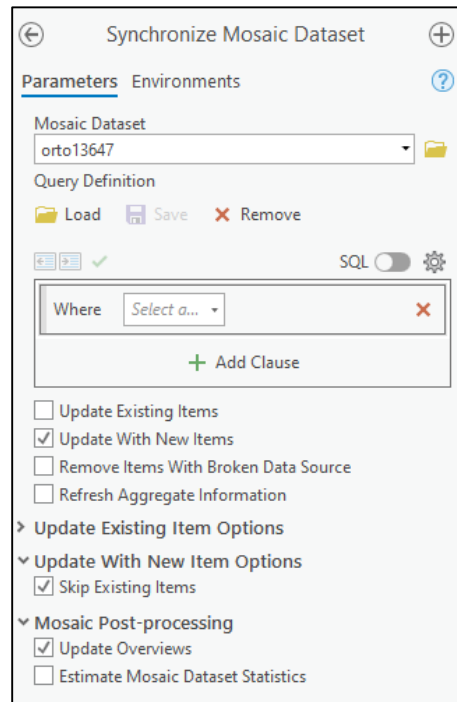 Synchronize Mosaic Dataset
Parameters Environments
Mosaic Dataset
orto13647
Query Definition
Load Save Remove
SQL
Where Select a...
Add Clause
Update Existing Items
Update With New Items
Remove Items With Broken Data Source
Refresh Aggregate Information
Update Existing Item Options
Update With New Item Options
Skip Existing Items
Mosaic Post-processing
Update Overviews
Estimate Mosaic Dataset Statistics